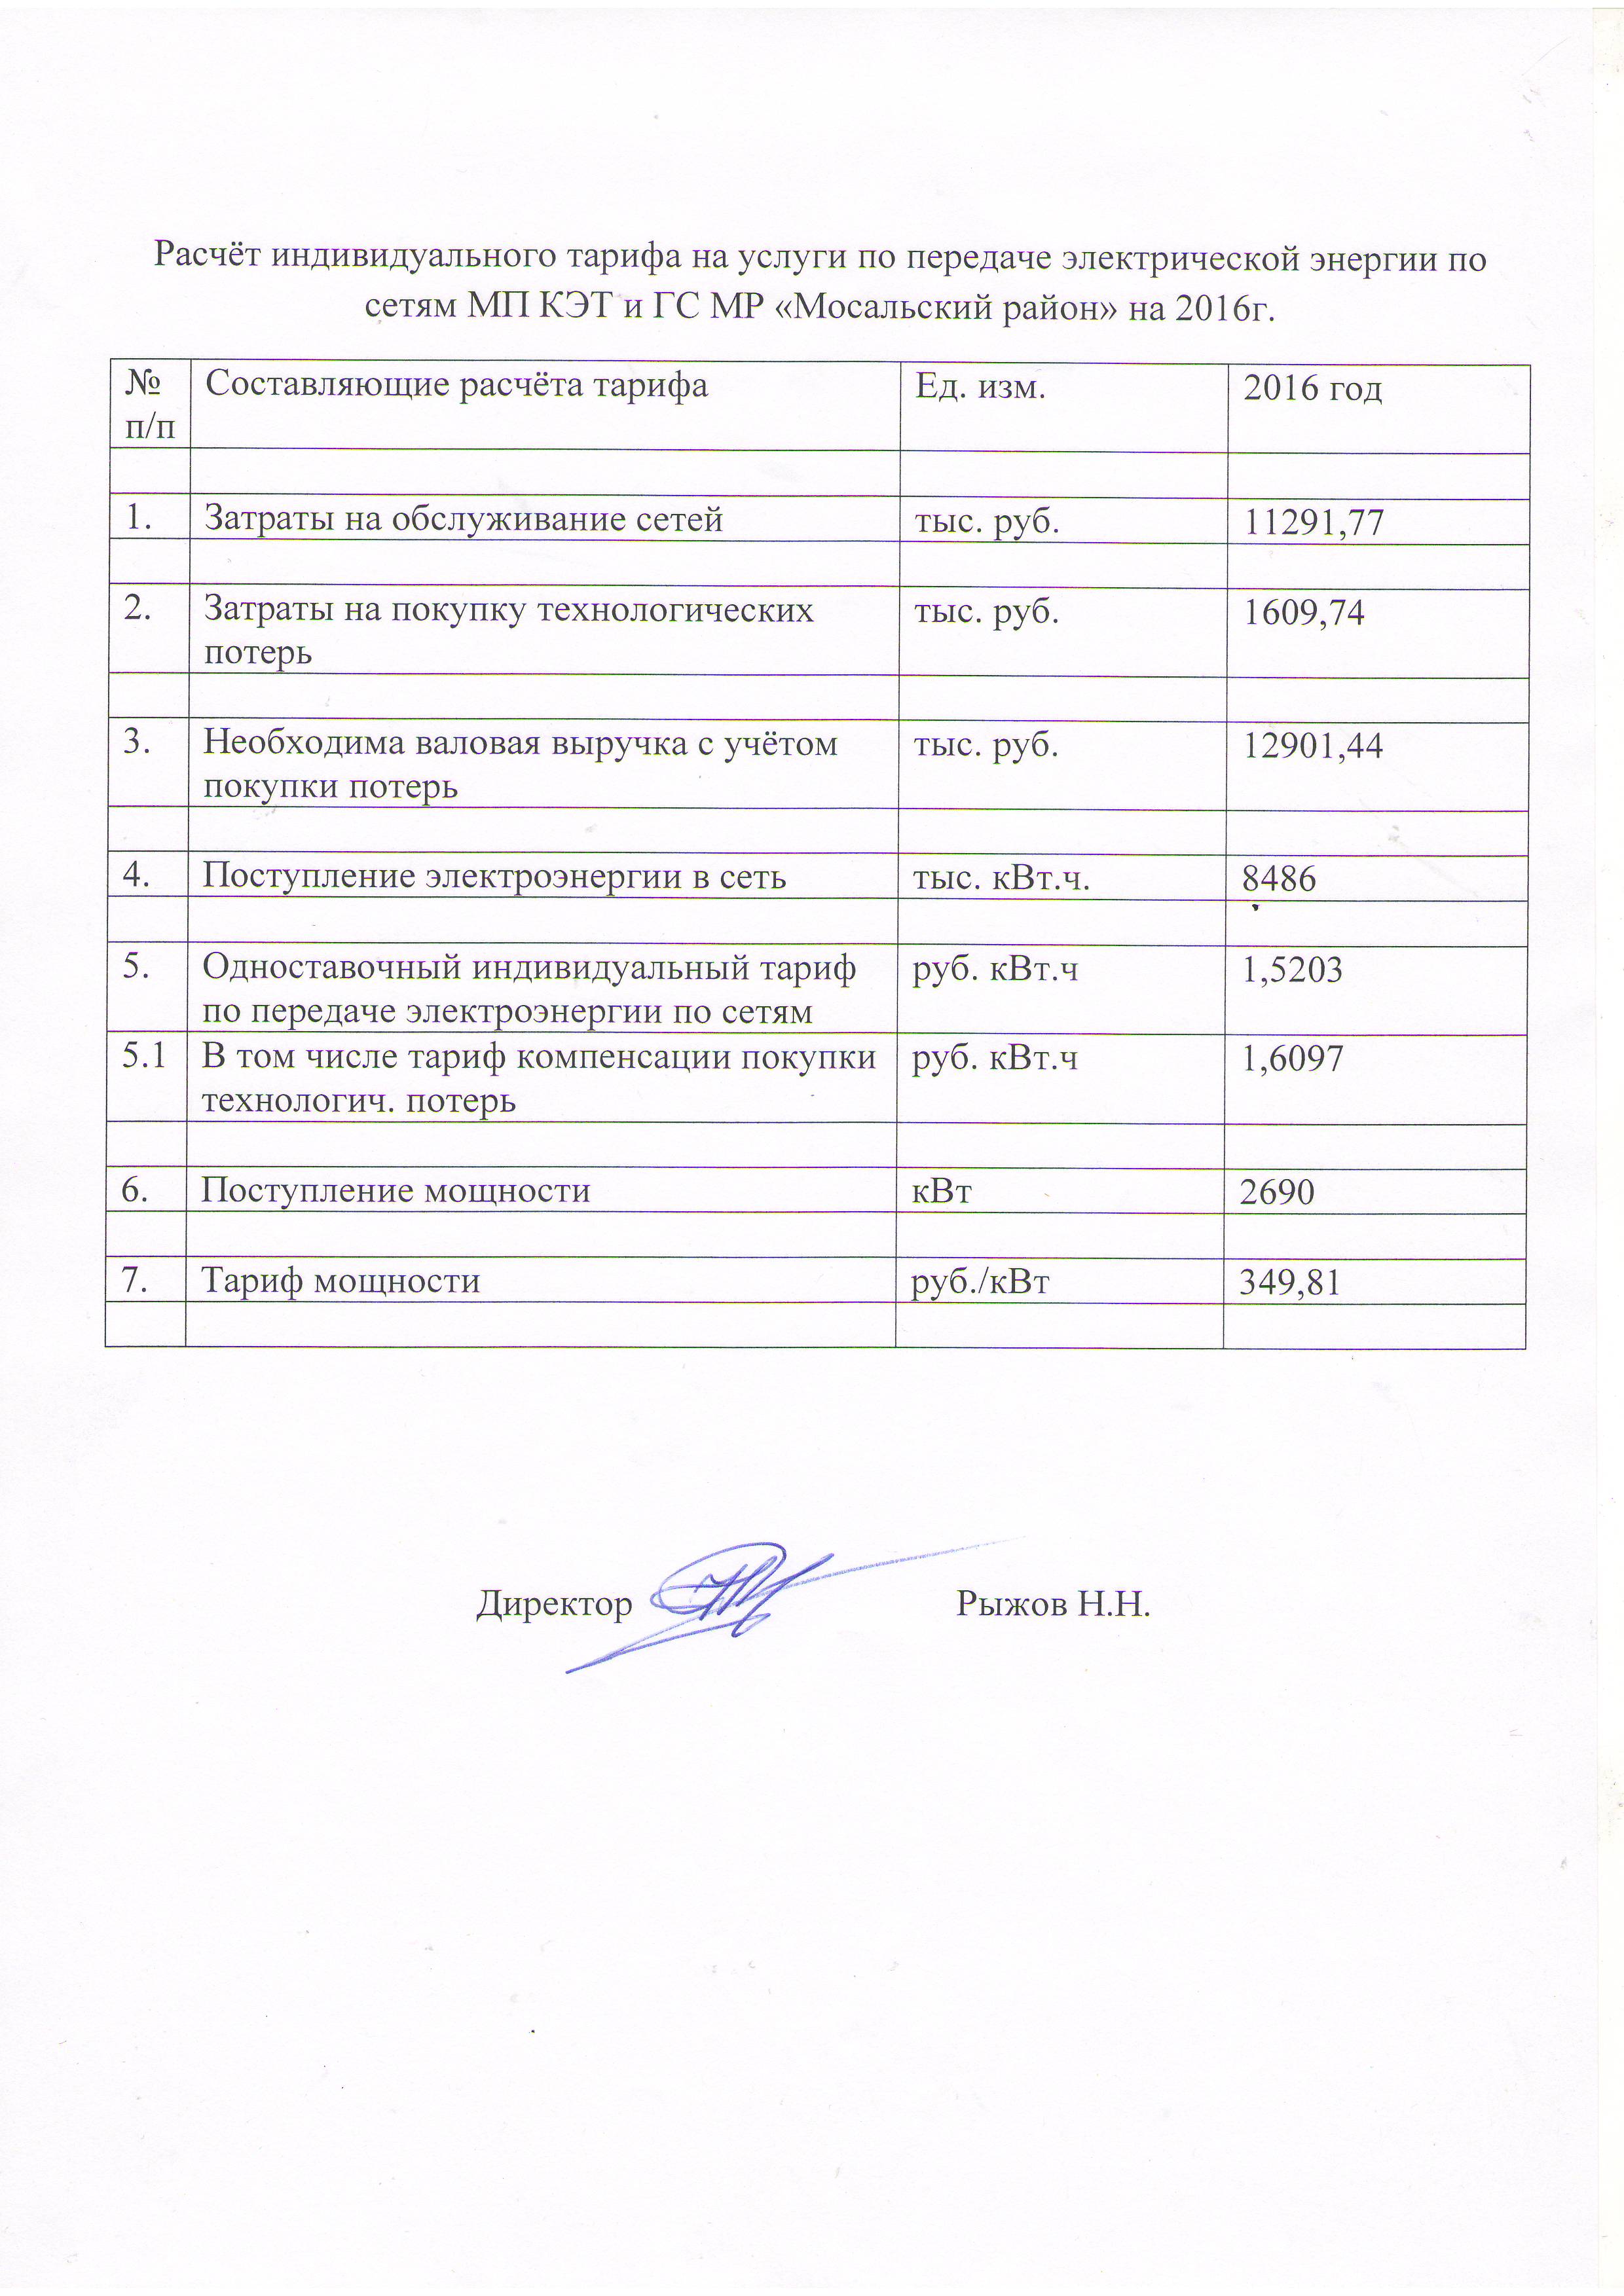 Расчёт индивидуального тарифа на услуги по передаче электрической энергии по
сетям МП КЭТ и ГС МР «Мосальский район» на 2016г.
№ Составляющие расчёта тарифа Ед. изм. 2016 год
п/п
1. Затраты на обслуживание сетей тыс. руб. 11291,77
2. Затраты на покупку технологических тыс. руб. 1609,74
потерь
3. Необходима валовая выручка с учётом тыс. руб. 12901,44
покупки потерь
4. Поступление электроэнергии в сеть тыс. кВт.ч. 8486
5. Одноставочный индивидуальный тариф руб. кВт.ч 1,5203
по передаче электроэнергии по сетям
5.1 В том числе тариф компенсации покупки руб. кВт.ч 1,6097
технологич. потерь
6. Поступление мощности кВт 2690
7. Тариф мощности руб./кВт 349,81
Директор Рыжов Н.Н.